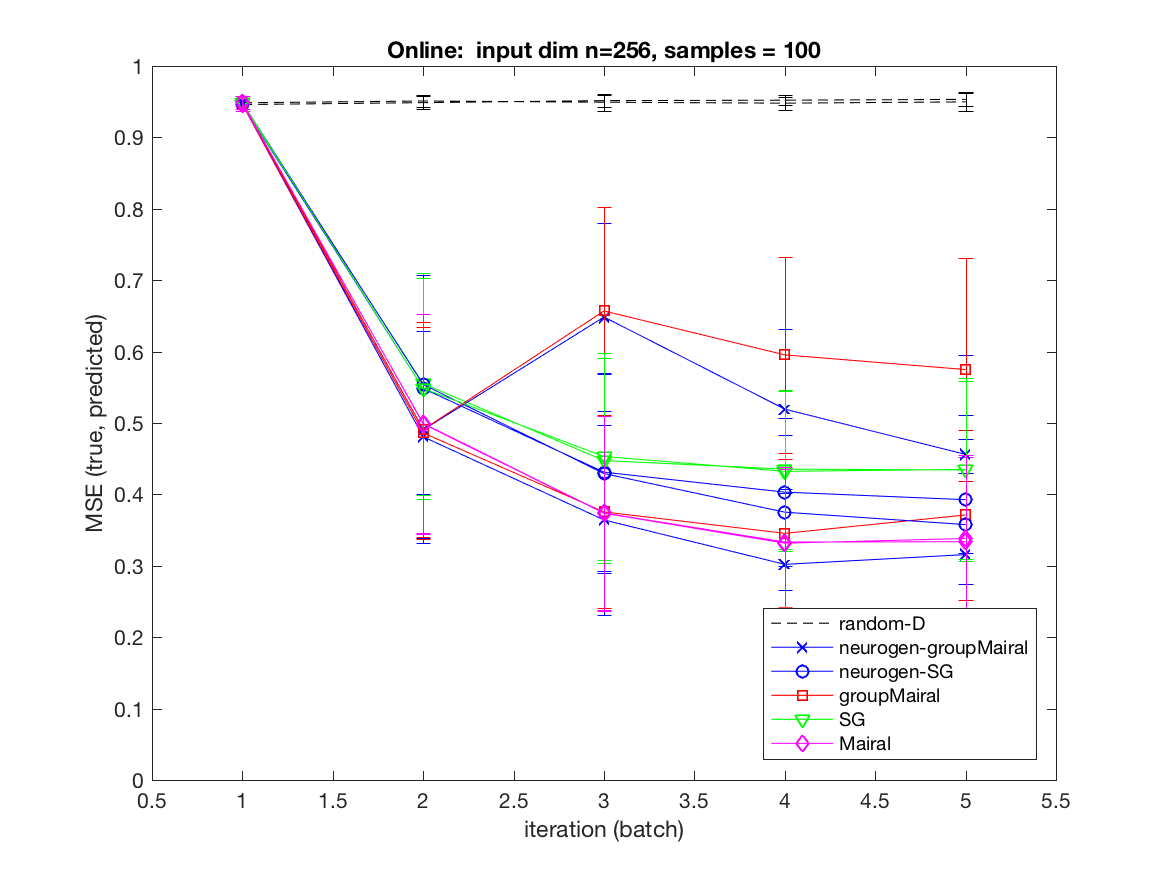 Online:  input dim n=256, samples = 100
MSE (true, predicted)
1
0.9
0.8
0.7
0.6
0.5
0.4
0.3
0.2
0.1
0
0.5 1 1.5 2 2.5 3 3.5 4 4.5 5 5.5
iteration (batch)
random-D
neurogen-groupMairal
neurogen-SG
groupMairal
SG
Mairal